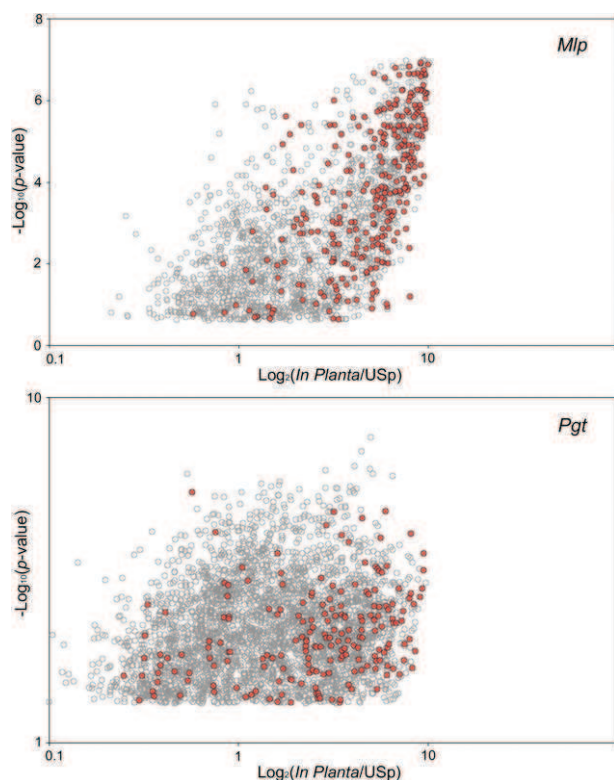 Mlp
8
6
4
2
0
-Log₁₀(p-value)
0.1
1
10
Log₂(In Planta/USp)
Pgt
10
1
-Log₁₀(p-value)
0.1
1
10
Log₂(In Planta/USp)